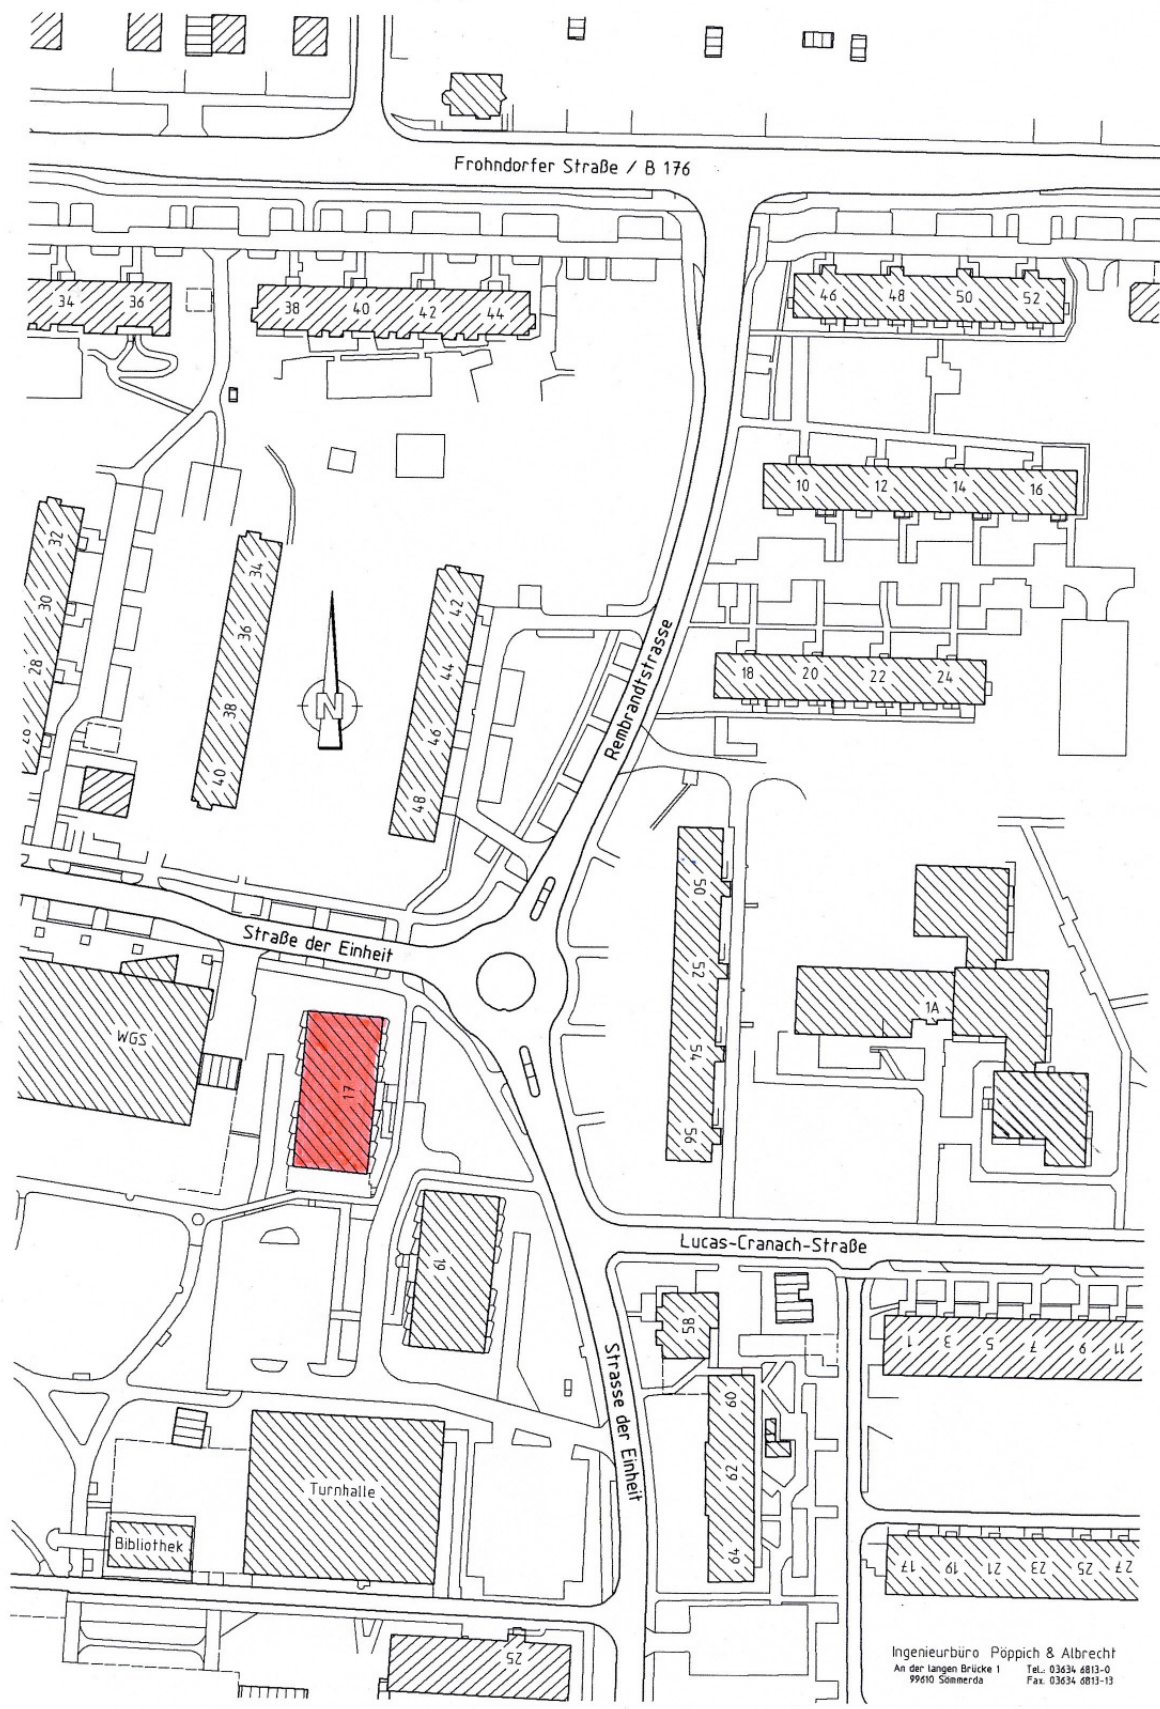 Frohndorfer Straße / B 176
34 36
38 40 42 44
46 48 50 52
10 12 14 16
32
30
28
26
34
36
38
40
42
44
46
48
N
18 20 22 24
Rembrandtstrasse
50
52
54
56
Straße der Einheit
1A
WGS
17
19
Lucas-Cranach-Straße
58
60
62
64
1 3 5 7 9 11
Strasse der Einheit
Turnhalle
Bibliothek
17 19 21 23 25 27
25
Ingenieurbüro Pöppich & Albrecht
An der langen Brücke 1 Tel.: 03634 6813-0
99610 Sömmerda Fax. 03634 6813-13